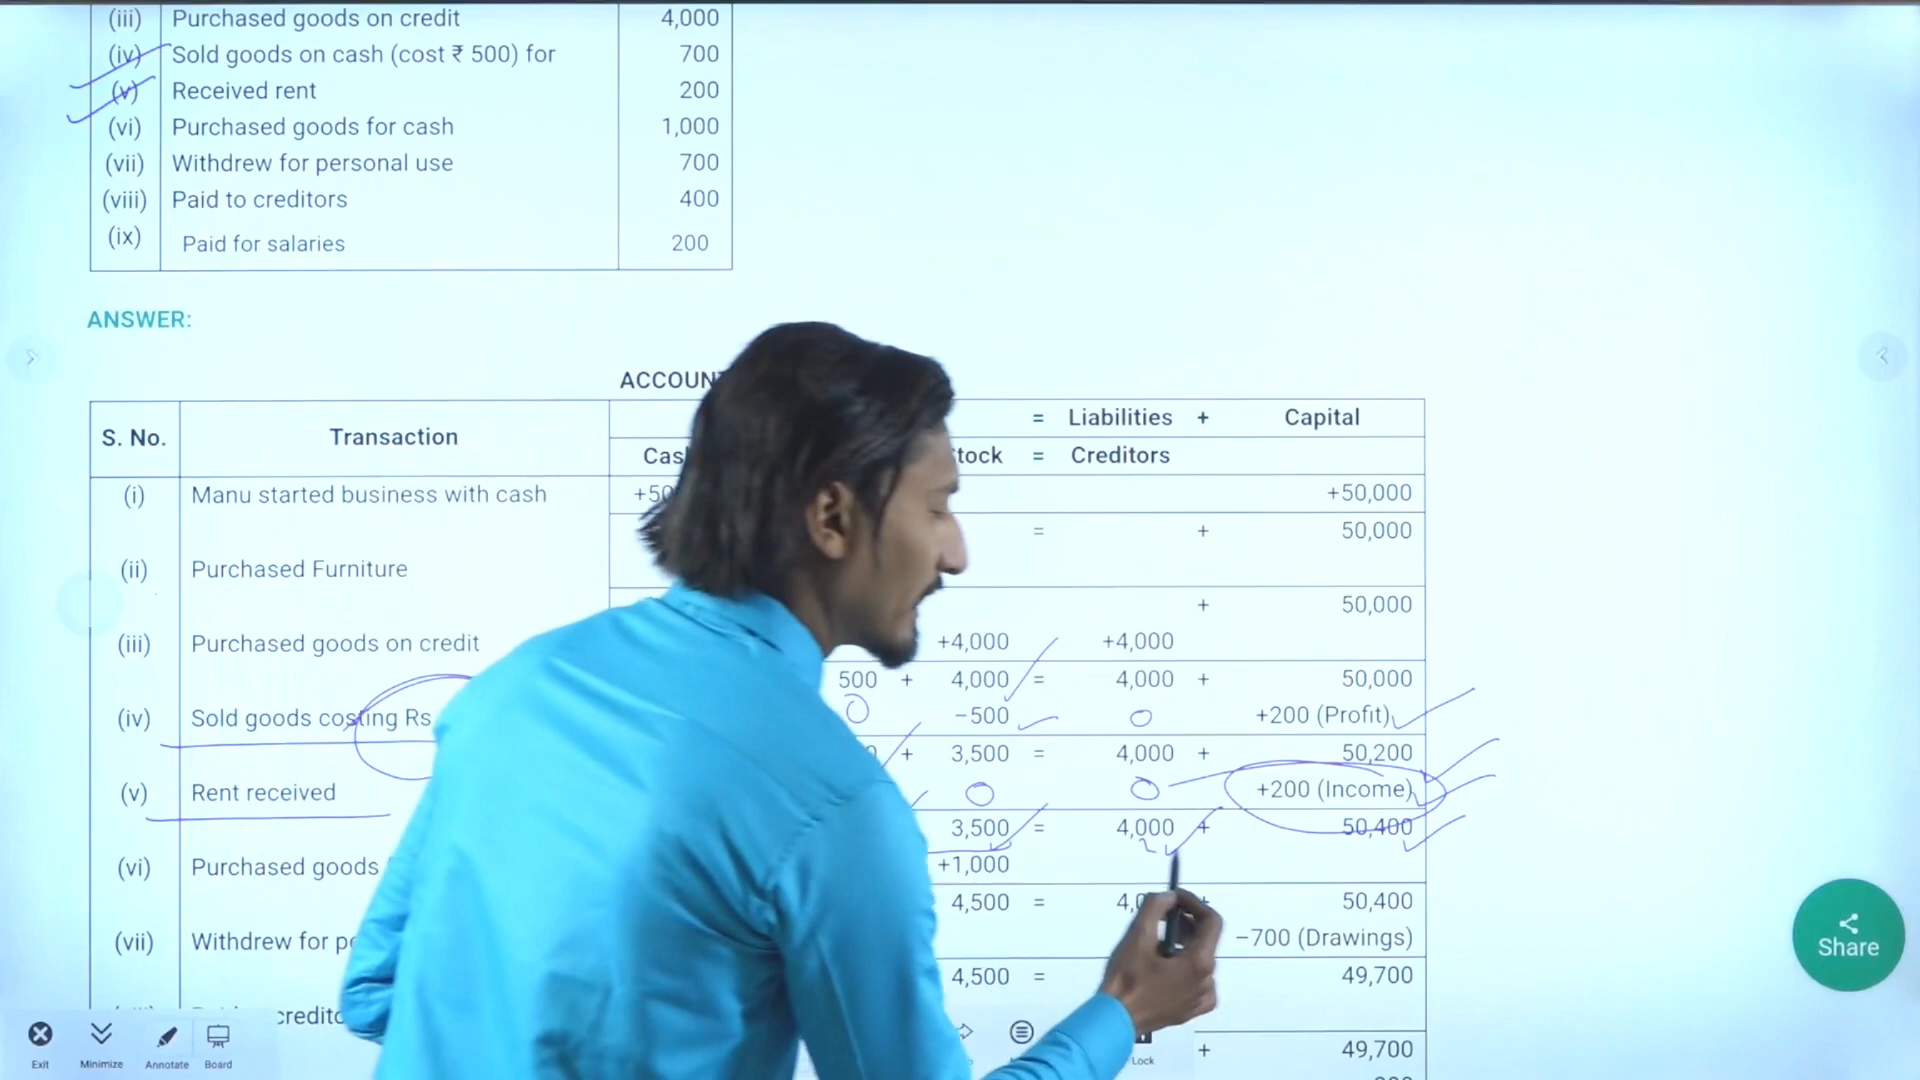 (iii) Purchased goods on credit 4,000
(iv) Sold goods on cash (cost ₹ 500) for 700
(v) Received rent 200
(vi) Purchased goods for cash 1,000
(vii) Withdrew for personal use 700
(viii) Paid to creditors 400
(ix) Paid for salaries 200
ANSWER:
S. No. Transaction = Liabilities + Capital
= Creditors
(i) Manu started business with cash +50,000
= + 50,000
(ii) Purchased Furniture
+ 50,000
(iii) Purchased goods on credit +4,000 +4,000
500 + 4,000 = 4,000 + 50,000
(iv) Sold goods costing Rs 0 −500 0 +200 (Profit)
+ 3,500 = 4,000 + 50,200
(v) Rent received 0 0 +200 (Income)
3,500 = 4,000 + 50,400
(vi) Purchased goods +1,000
4,500 = + 50,400
(vii) Withdrew for −700 (Drawings)
4,500 = 49,700
+ 49,700
Share
Exit Minimize Annotate Board Lock